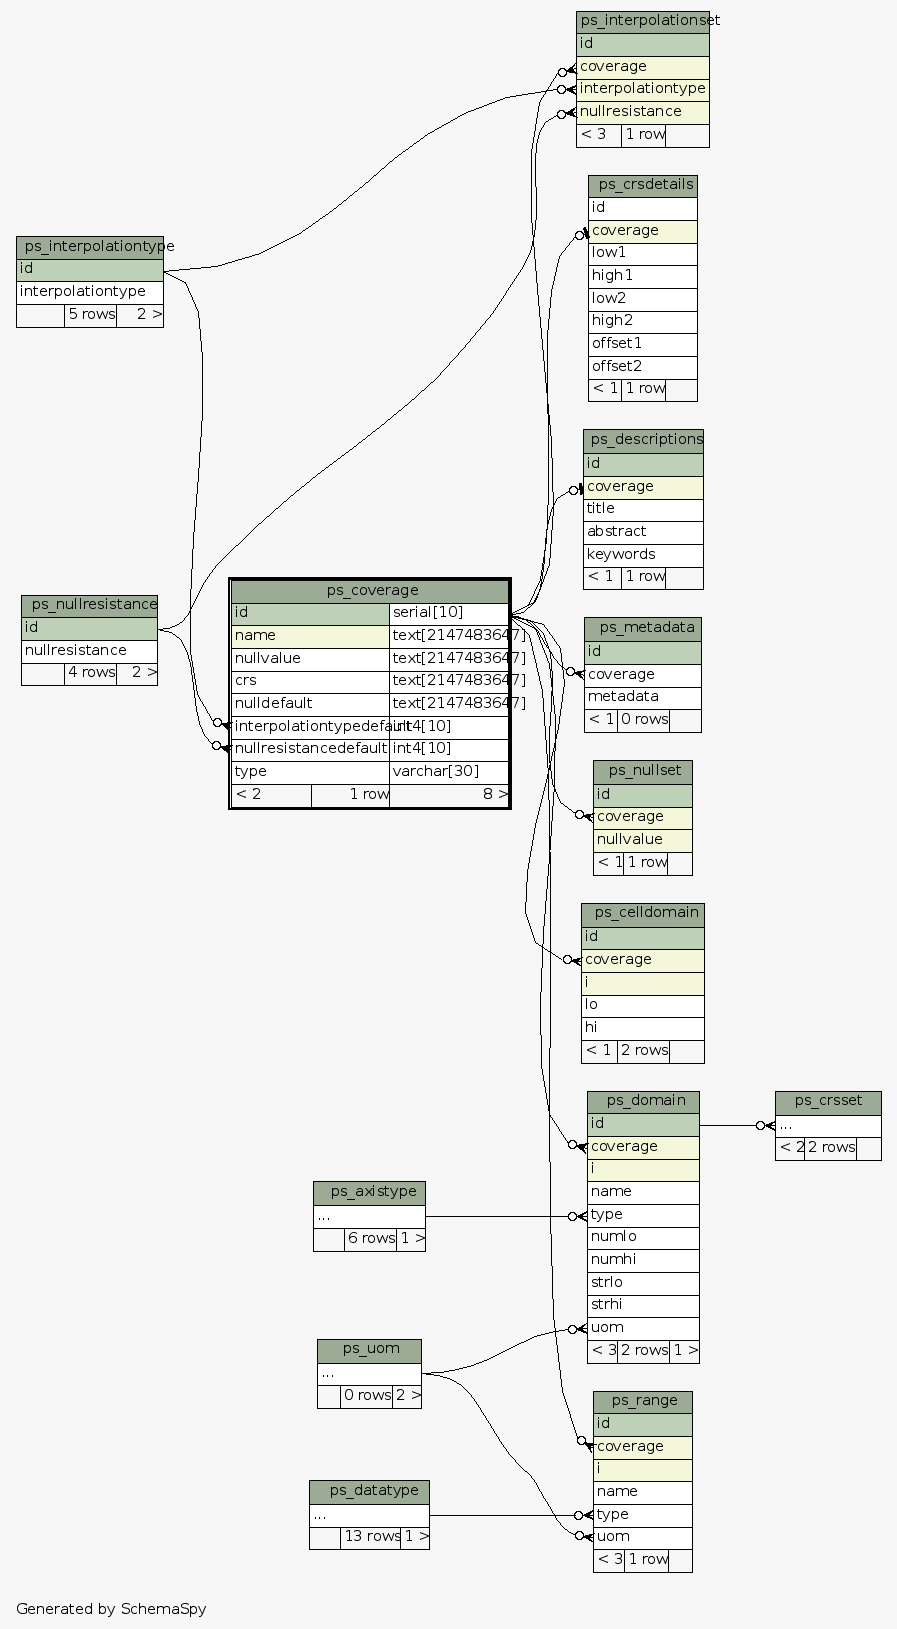 ps_interpolationset
id
coverage
interpolationtype
nullresistance
< 3 1 row
ps_crsdetails
id
coverage
low1
high1
low2
high2
offset1
offset2
< 1 1 row
ps_interpolationtype
id
interpolationtype
5 rows 2 >
ps_descriptions
id
coverage
title
abstract
keywords
< 1 1 row
ps_nullresistance
id
nullresistance
4 rows 2 >
ps_coverage
id serial[10]
name text[2147483647]
nullvalue text[2147483647]
crs text[2147483647]
nulldefault text[2147483647]
interpolationtypedefault int4[10]
nullresistancedefault int4[10]
type varchar[30]
< 2 1 row 8 >
ps_metadata
id
coverage
metadata
< 1 0 rows
ps_nullset
id
coverage
nullvalue
< 1 1 row
ps_celldomain
id
coverage
i
lo
hi
< 1 2 rows
ps_domain
id
coverage
i
name
type
numlo
numhi
strlo
strhi
uom
< 3 2 rows 1 >
ps_crsset
...
< 2 2 rows
ps_axistype
...
6 rows 1 >
ps_uom
...
0 rows 2 >
ps_range
id
coverage
i
name
type
uom
< 3 1 row
ps_datatype
...
13 rows 1 >
Generated by SchemaSpy